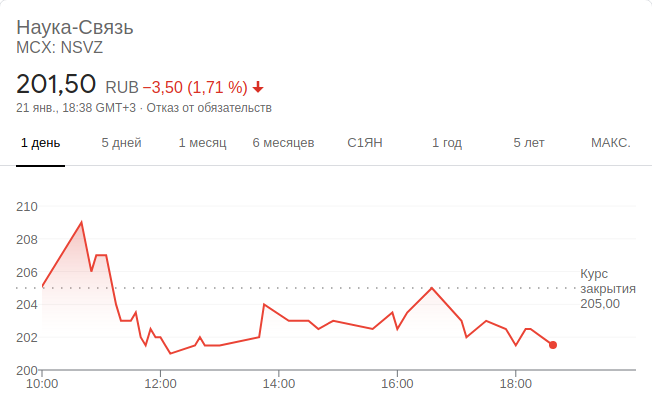 Наука-Связь
MCX: NSVZ
201,50 RUB −3,50 (1,71 %)
21 янв., 18:38 GMT+3 · Отказ от обязательств
1 день 5 дней 1 месяц 6 месяцев С1ЯН 1 год 5 лет МАКС.
210
208
206
204
202
200
Курс
закрытия
205,00
10:00 12:00 14:00 16:00 18:00